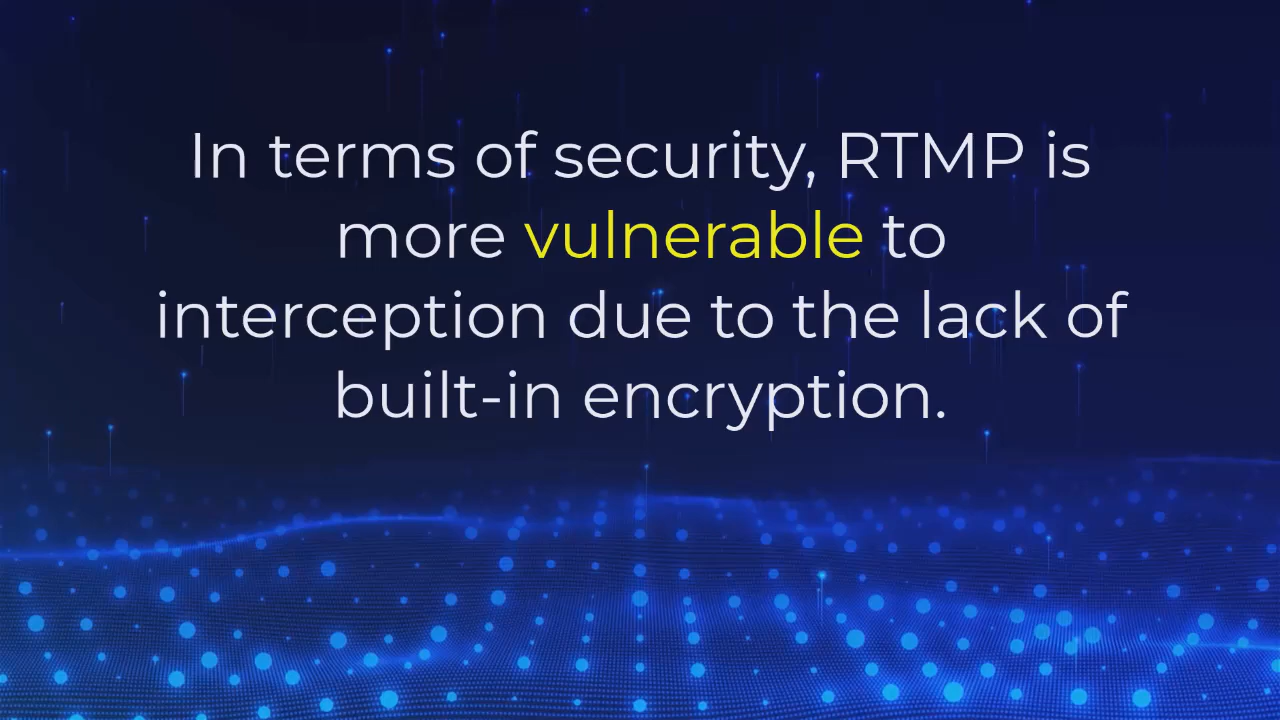 In terms of security, RTMP is
more vulnerable to
interception due to the lack of
built-in encryption.